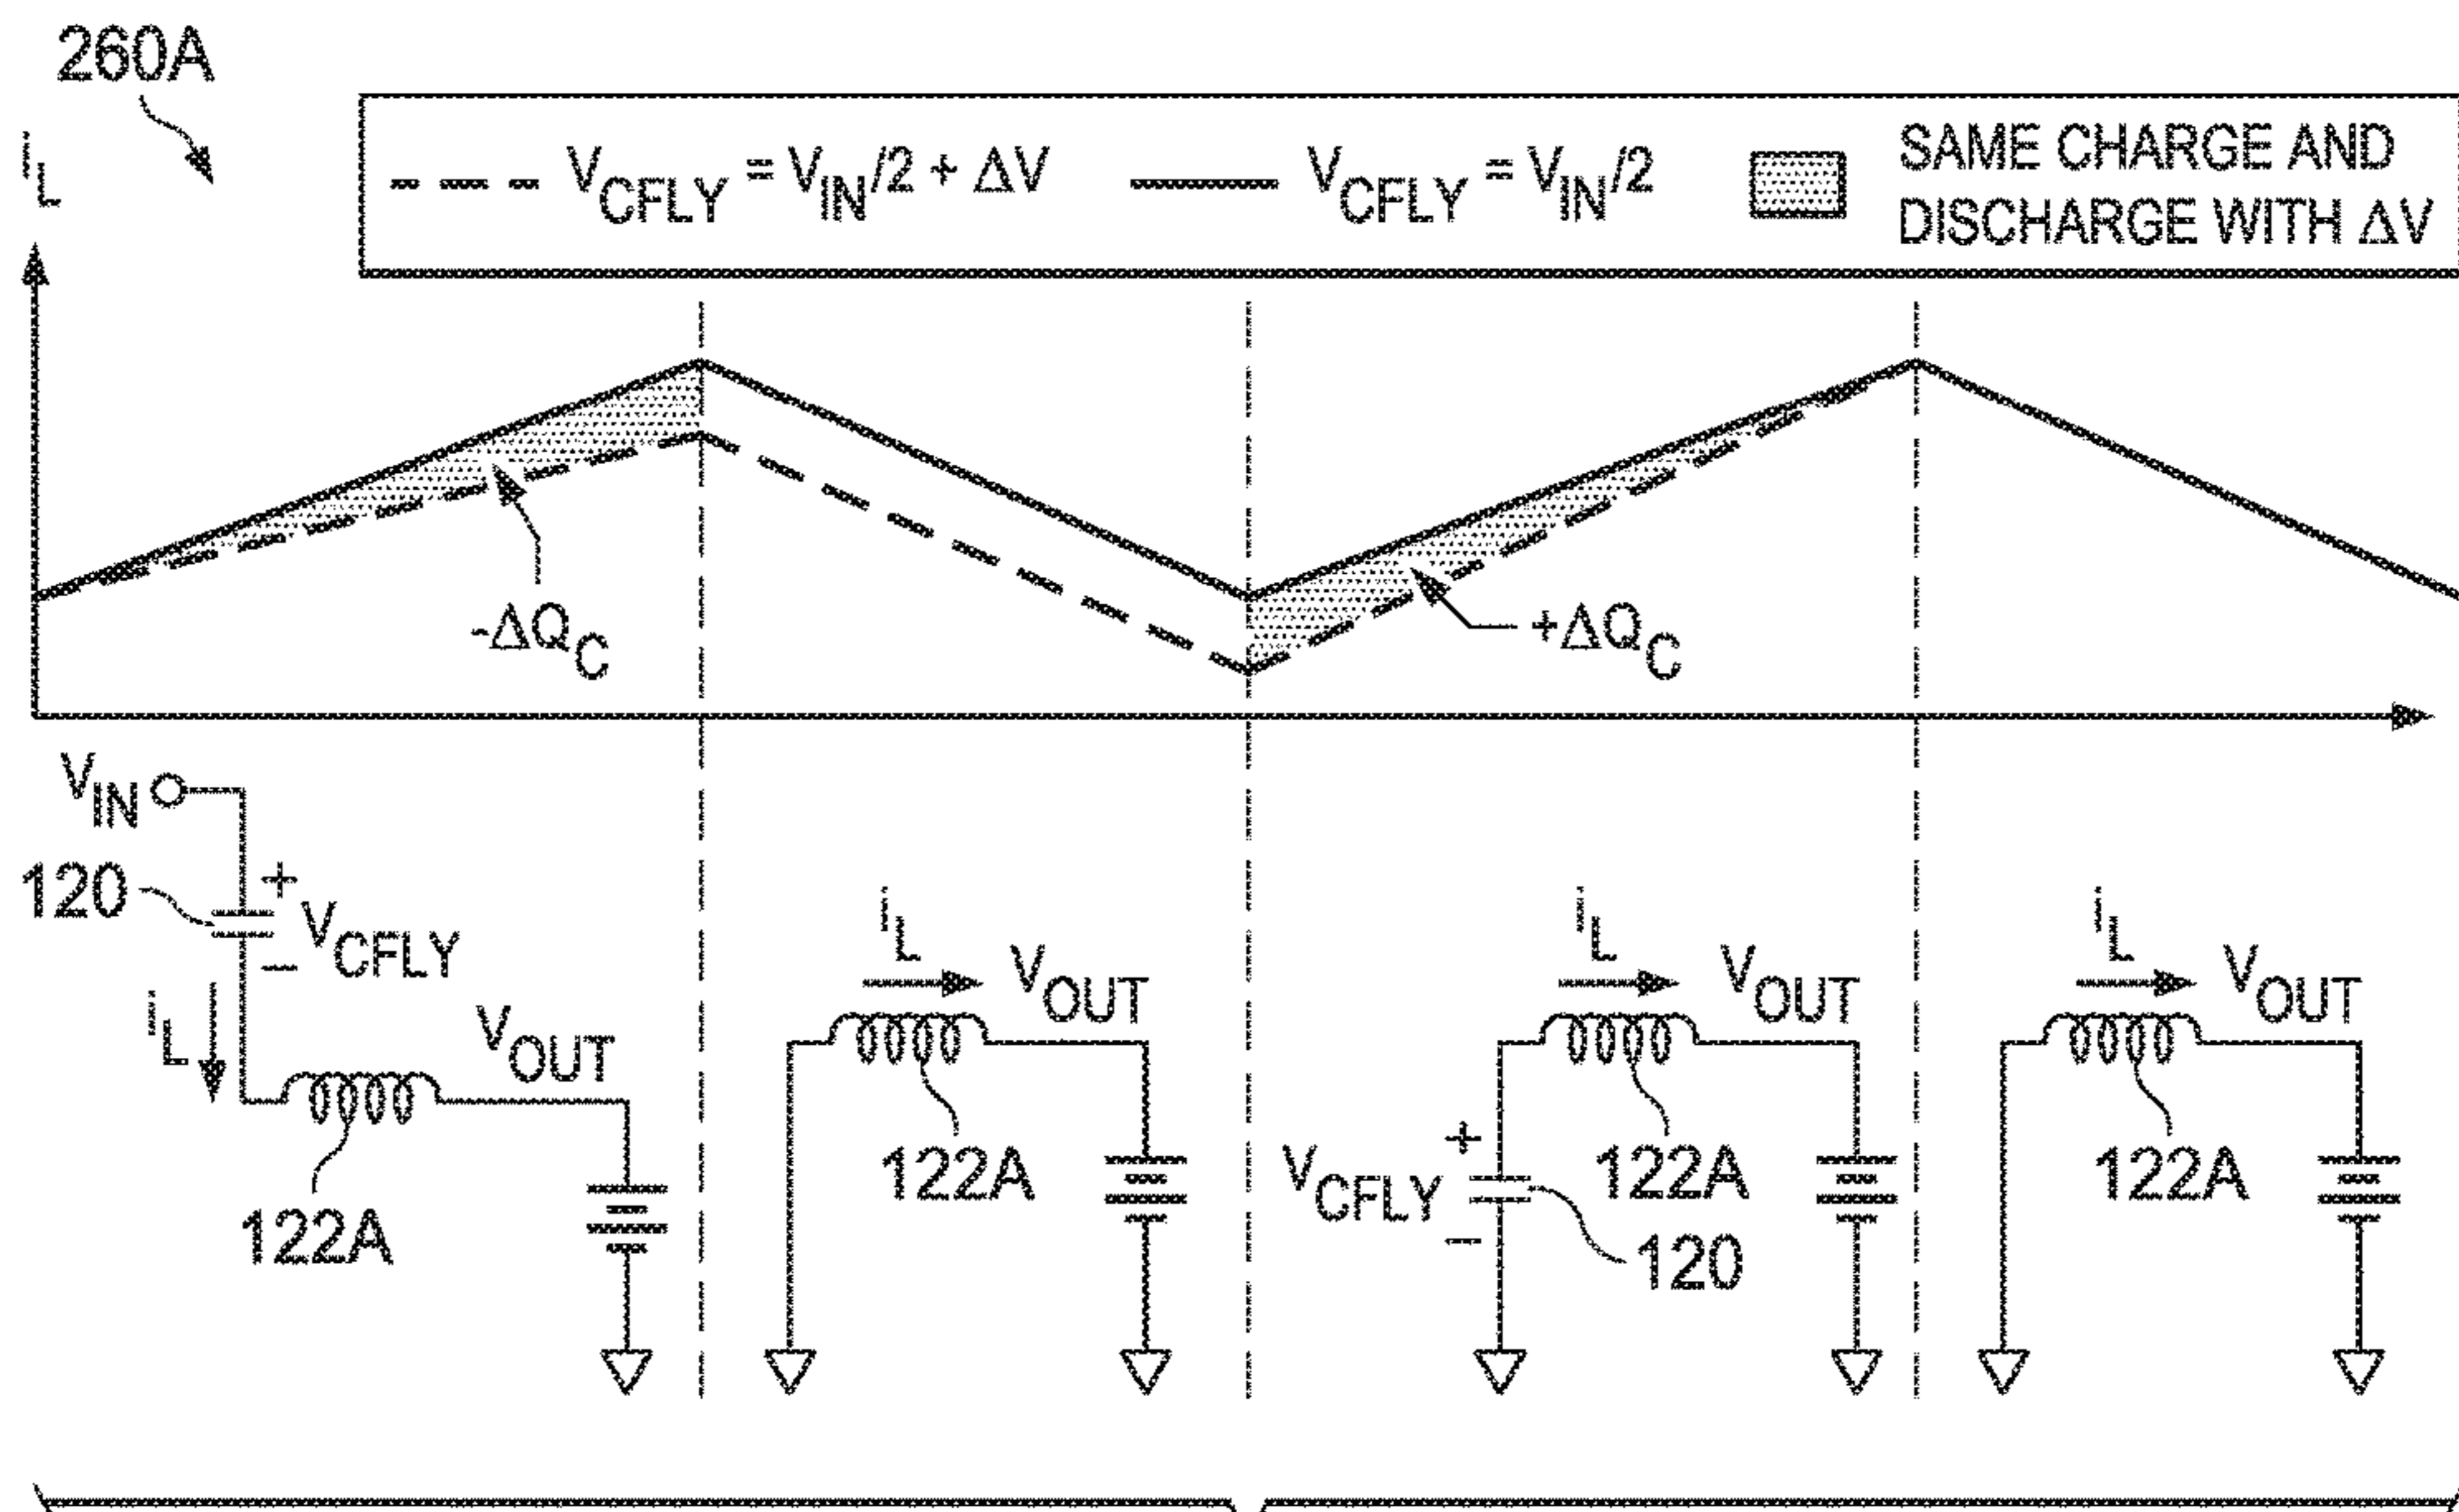 260A
iL
VCFLY = VIN/2 + ΔV
VCFLY = VIN/2
SAME CHARGE AND
DISCHARGE WITH ΔV
-ΔQC
+ΔQC
VIN
120
+
VCFLY
−
iL
VOUT
122A
iL
VOUT
122A
iL
VOUT
+
VCFLY
−
122A
120
iL
VOUT
122A